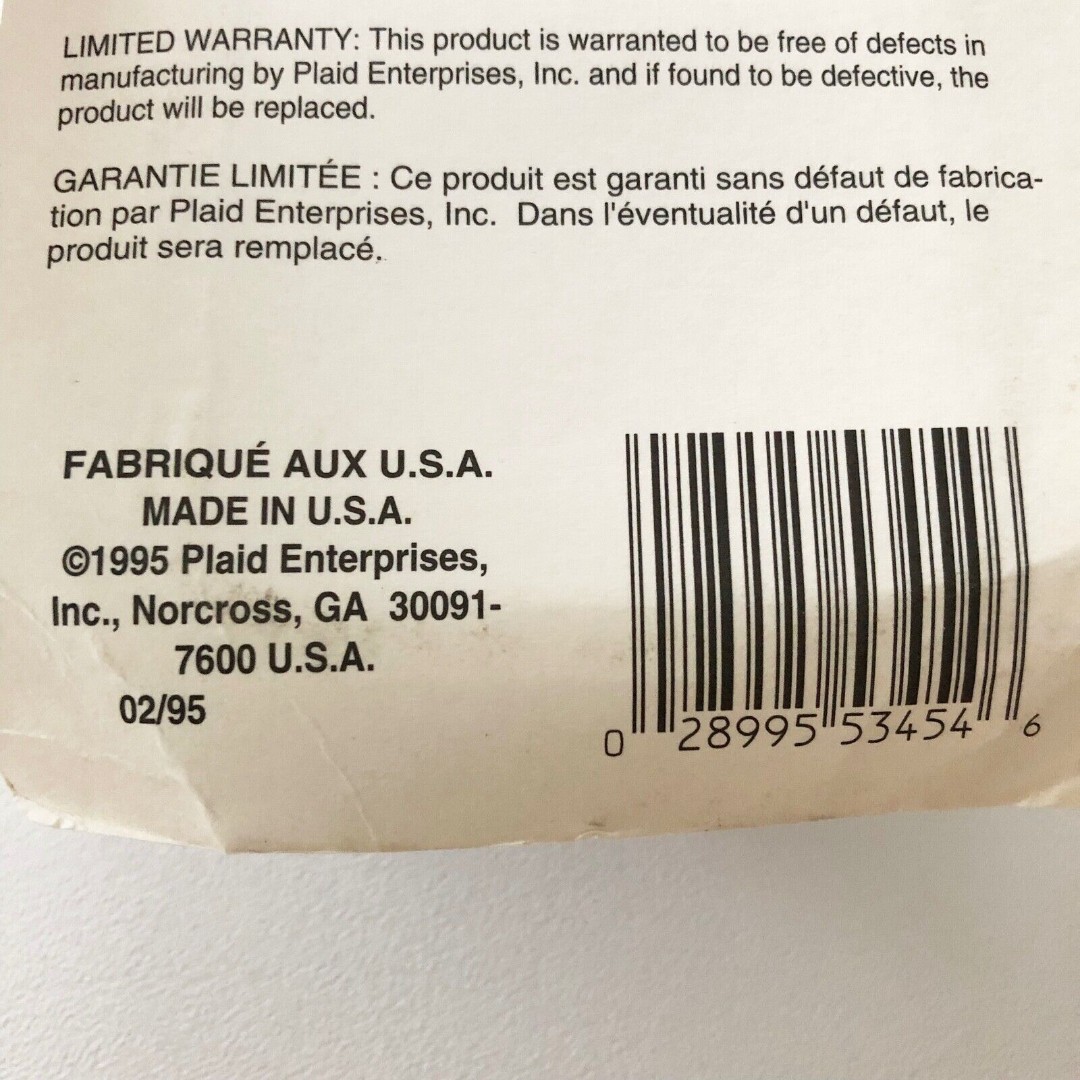 LIMITED WARRANTY: This product is warranted to be free of defects in
manufacturing by Plaid Enterprises, Inc. and if found to be defective, the
product will be replaced.
GARANTIE LIMITÉE : Ce produit est garanti sans défaut de fabrica-
tion par Plaid Enterprises, Inc. Dans l'éventualité d'un défaut, le
produit sera remplacé.
FABRIQUÉ AUX U.S.A.
MADE IN U.S.A.
©1995 Plaid Enterprises,
Inc., Norcross, GA 30091-
7600 U.S.A.
02/95
0 28995 53454 6